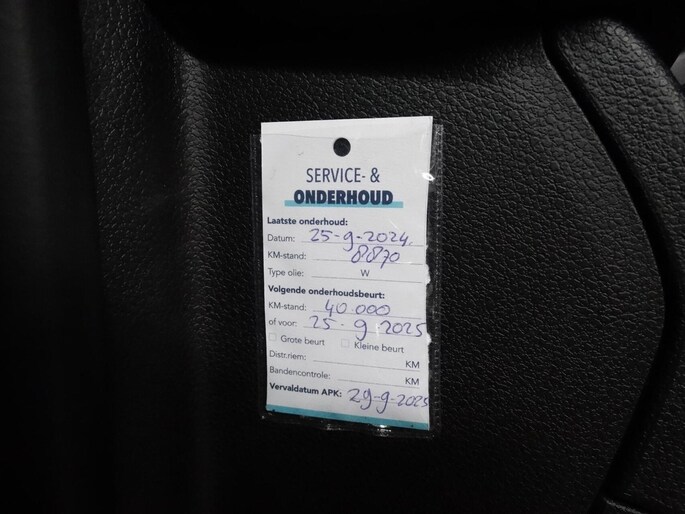 SERVICE- &
ONDERHOUD
Laatste onderhoud:
Datum: 25-9-2024
KM-stand: 8870
Type olie: W
Volgende onderhoudsbeurt:
KM-stand: 40.000
of voor: 25-9-2025
Grote beurt Kleine beurt
Distr.riem: KM
Bandencontrole: KM
Vervaldatum APK: 29-9-2025